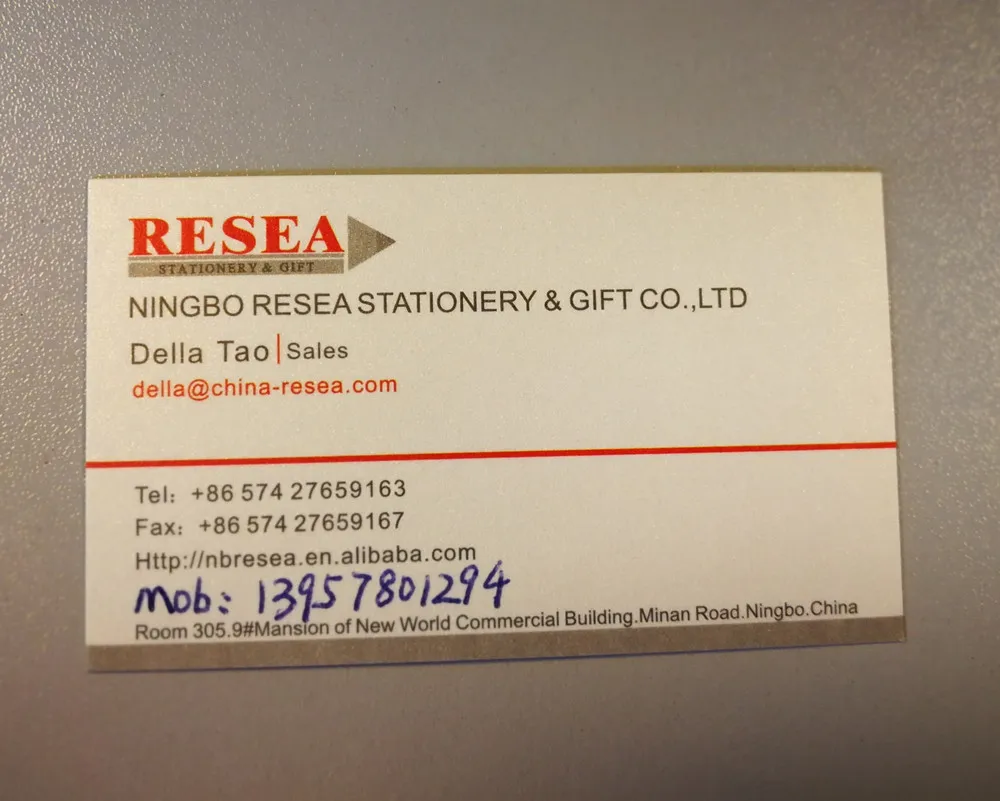 RESEA
STATIONERY & GIFT
NINGBO RESEA STATIONERY & GIFT CO.,LTD
Della Tao|Sales
della@china-resea.com
Tel: +86 574 27659163
Fax: +86 574 27659167
Http://nbresea.en.alibaba.com
mob: 13957801294
Room 305.9#Mansion of New World Commercial Building.Minan Road.Ningbo.China